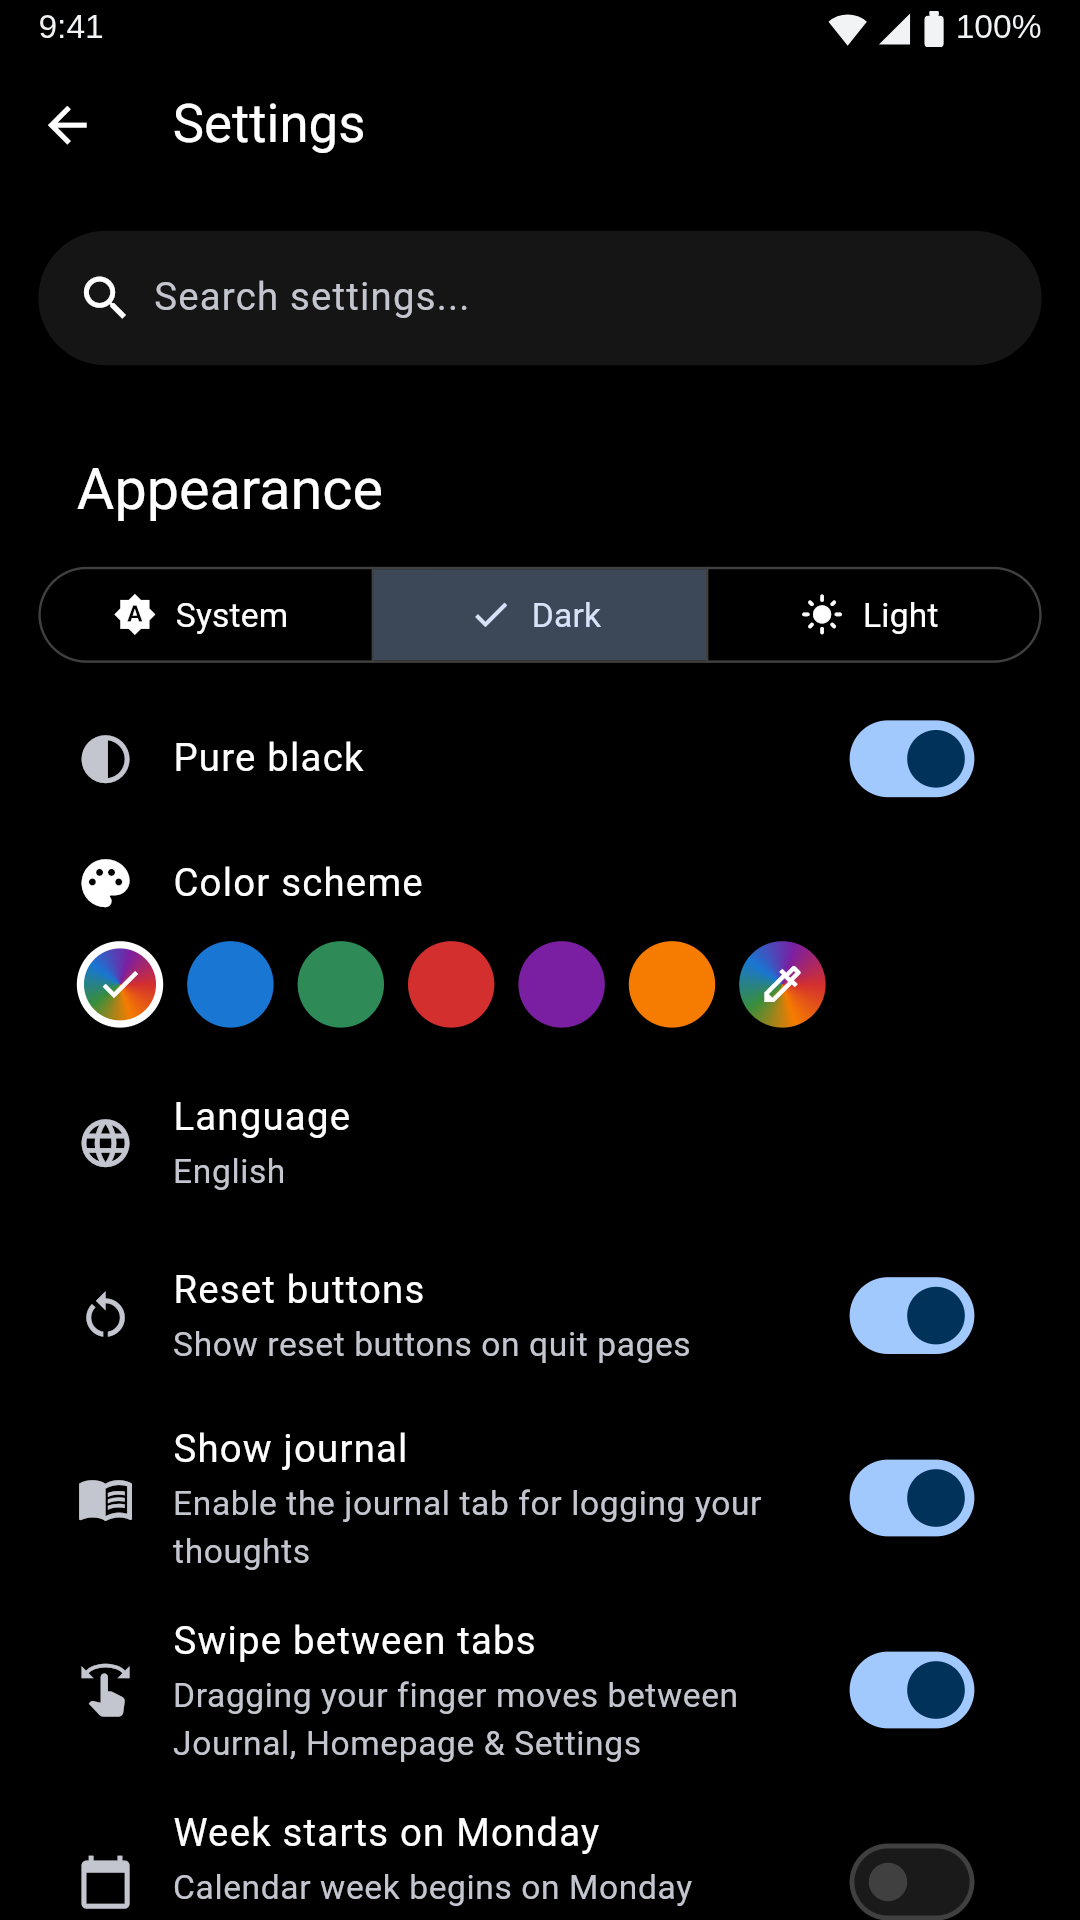 9:41
100%
Settings
Search settings...
Appearance
System
Dark
Light
Pure black
Color scheme
Language
English
Reset buttons
Show reset buttons on quit pages
Show journal
Enable the journal tab for logging your
thoughts
Swipe between tabs
Dragging your finger moves between
Journal, Homepage & Settings
Week starts on Monday
Calendar week begins on Monday